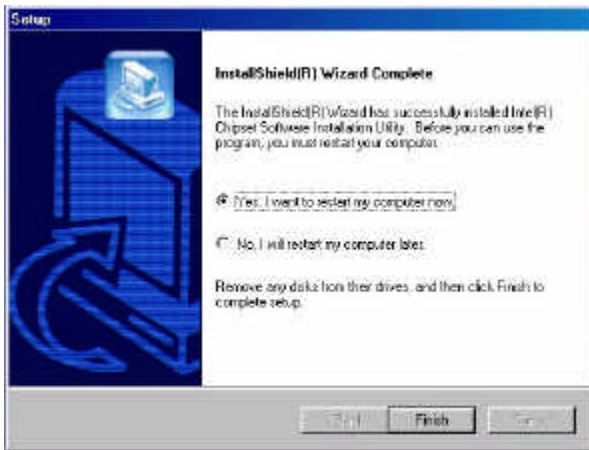 Setup
InstallShield(R) Wizard Complete
The InstallShield(R) Wizard has successfully installed Intel(R)
Chipset Software Installation Utility. Before you can use the
program, you must restart your computer.
Yes, I want to restart my computer now.
No, I will restart my computer later.
Remove any disks from their drives, and then click Finish to
complete setup.
Finish